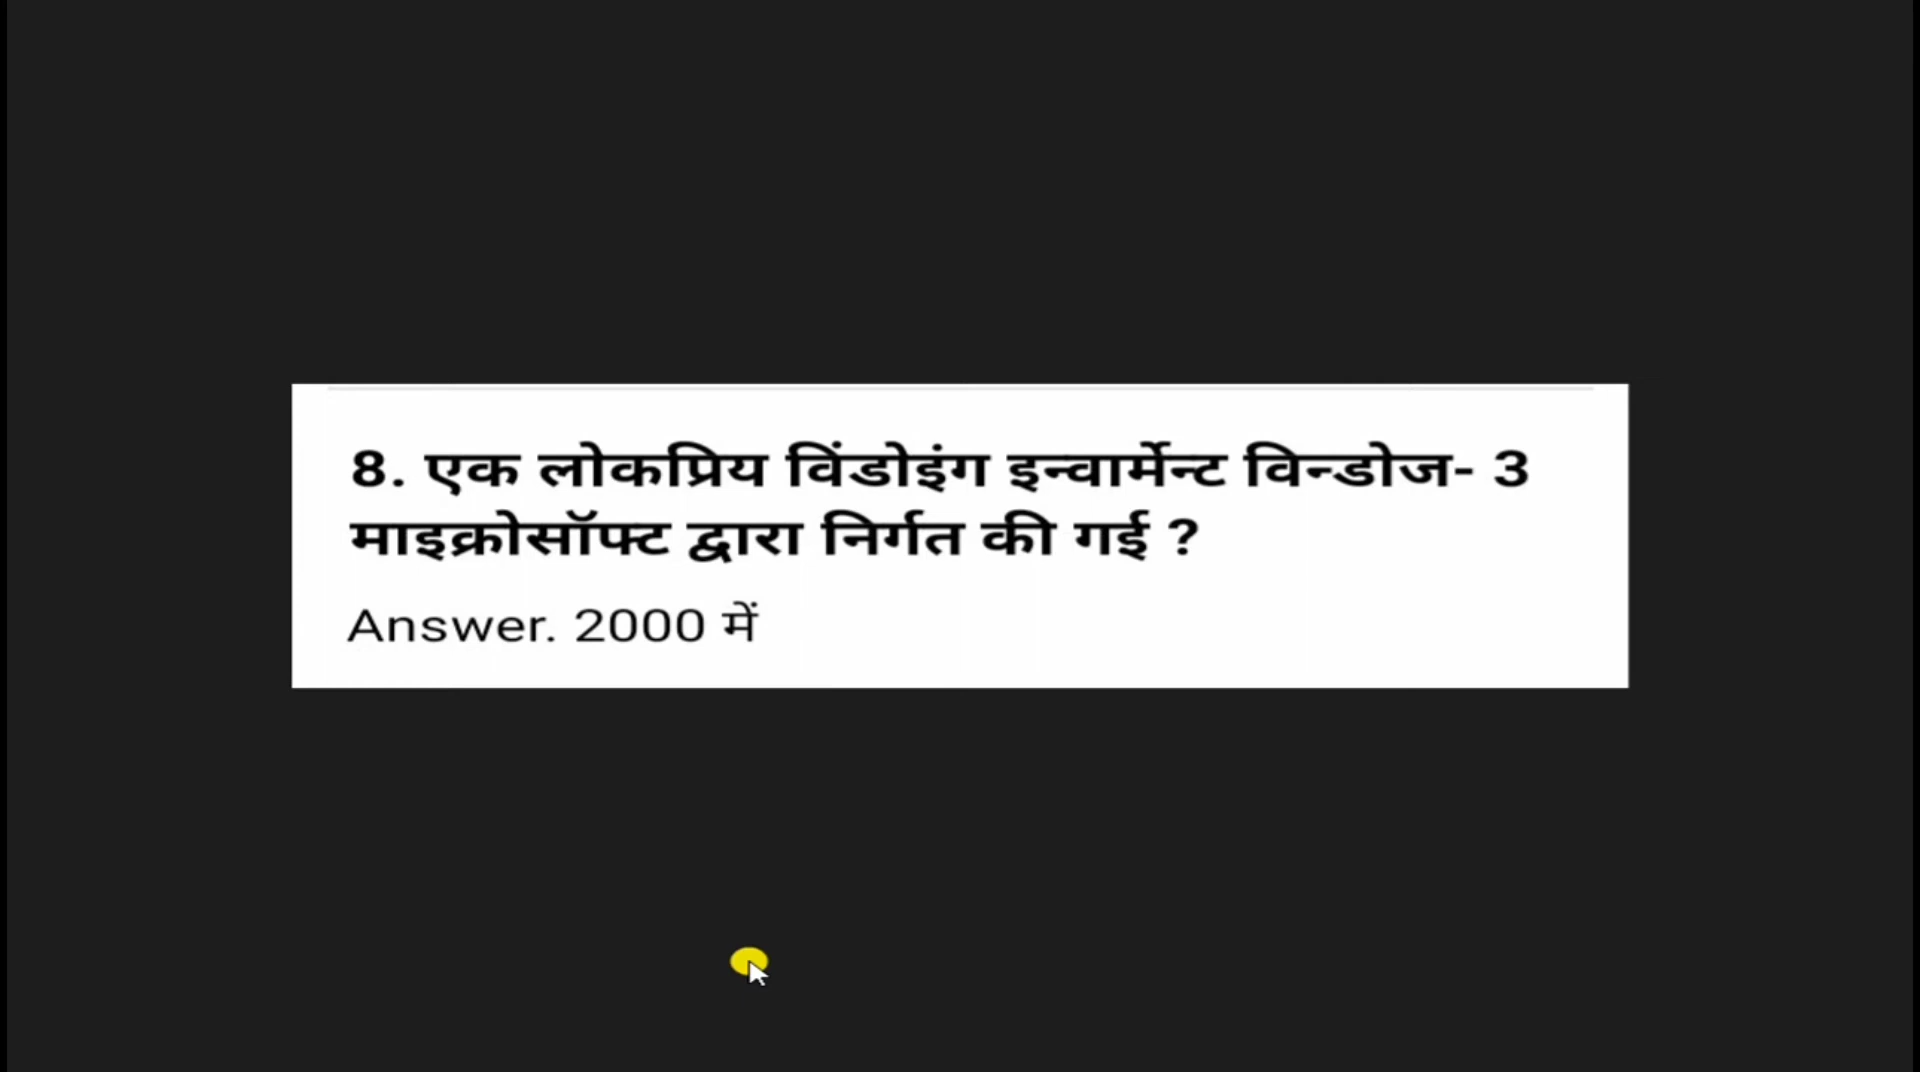 8. एक लोकप्रिय विंडोइंग इन्वार्मेन्ट विन्डोज- 3
माइक्रोसॉफ्ट द्वारा निर्गत की गई ?
Answer. 2000 में